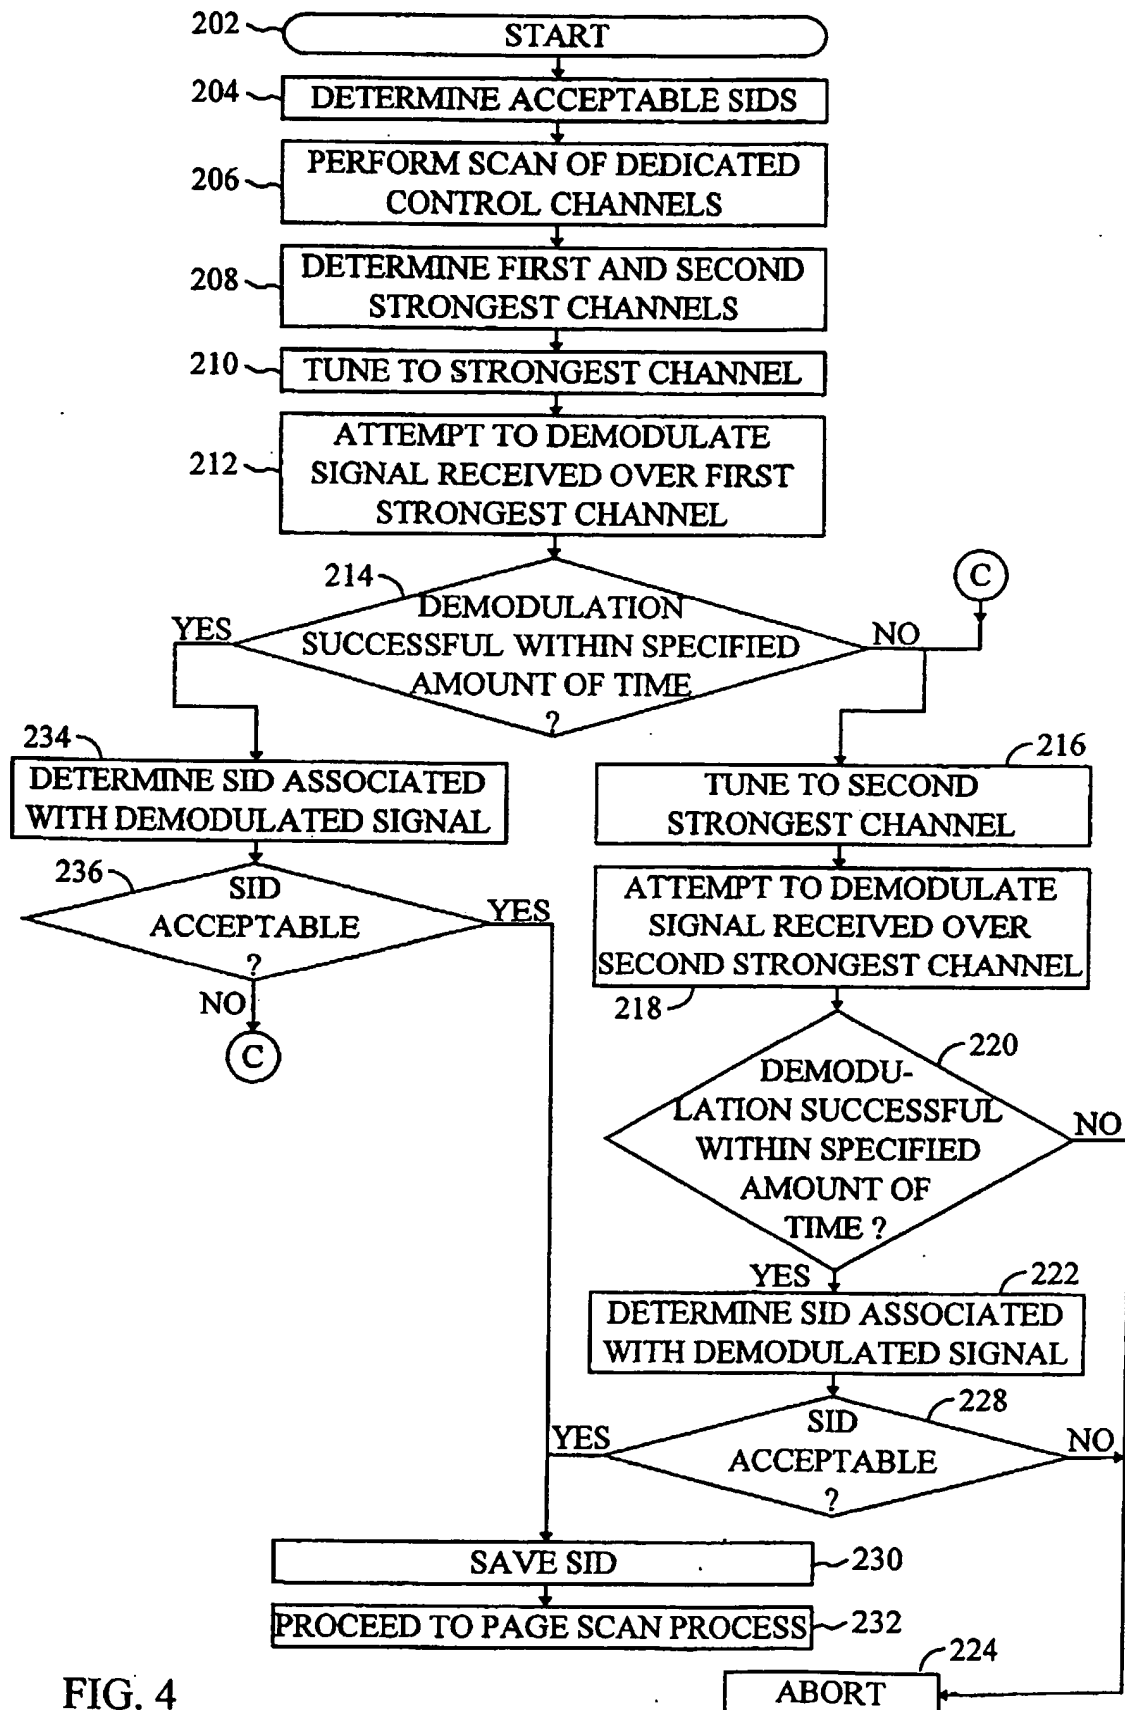 202
START
204
DETERMINE ACCEPTABLE SIDS
206
PERFORM SCAN OF DEDICATED
CONTROL CHANNELS
208
DETERMINE FIRST AND SECOND
STRONGEST CHANNELS
210
TUNE TO STRONGEST CHANNEL
212
ATTEMPT TO DEMODULATE
SIGNAL RECEIVED OVER FIRST
STRONGEST CHANNEL
214
DEMODULATION
SUCCESSFUL WITHIN SPECIFIED
AMOUNT OF TIME
?
YES
NO
C
234
DETERMINE SID ASSOCIATED
WITH DEMODULATED SIGNAL
236
SID
ACCEPTABLE
?
YES
NO
C
216
TUNE TO SECOND
STRONGEST CHANNEL
ATTEMPT TO DEMODULATE
SIGNAL RECEIVED OVER
SECOND STRONGEST CHANNEL
218
220
DEMODU-
LATION SUCCESSFUL
WITHIN SPECIFIED
AMOUNT OF
TIME ?
NO
YES
222
DETERMINE SID ASSOCIATED
WITH DEMODULATED SIGNAL
228
SID
ACCEPTABLE
?
YES
NO
SAVE SID
230
PROCEED TO PAGE SCAN PROCESS
232
224
ABORT
FIG. 4